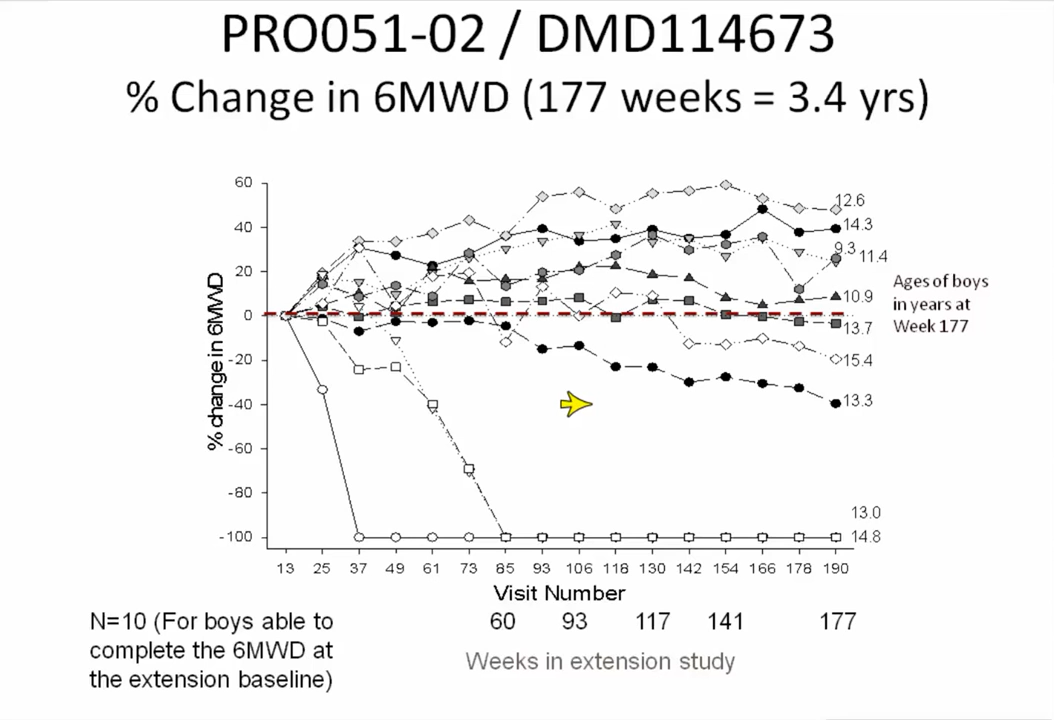 PRO051-02 / DMD114673
% Change in 6MWD (177 weeks = 3.4 yrs)
60
40
20
0
-20
-40
-60
-80
-100
% change in 6MWD
12.6
14.3
9.3
11.4
10.9
13.7
15.4
13.3
13.0
14.8
Ages of boys
in years at
Week 177
13 25 37 49 61 73 85 93 106 118 130 142 154 166 178 190
Visit Number
60 93 117 141 177
Weeks in extension study
N=10 (For boys able to
complete the 6MWD at
the extension baseline)